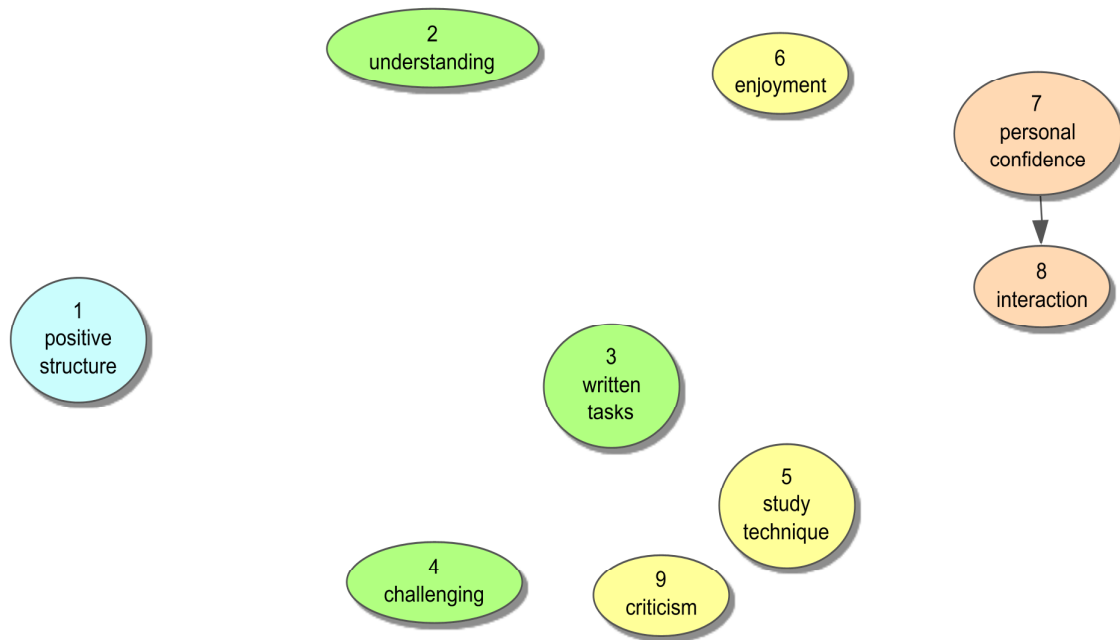 1
positive
structure
2
understanding
3
written
tasks
4
challenging
5
study
technique
6
enjoyment
7
personal
confidence
8
interaction
9
criticism